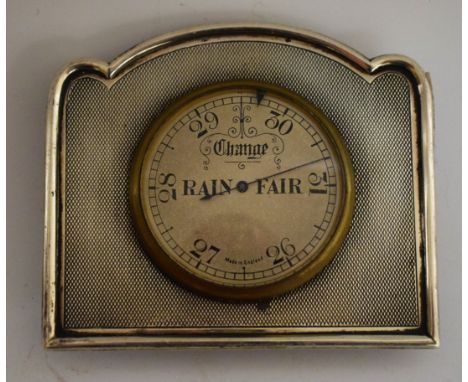 29 30
Change
28 RAIN FAIR 31
27 26
Made in England